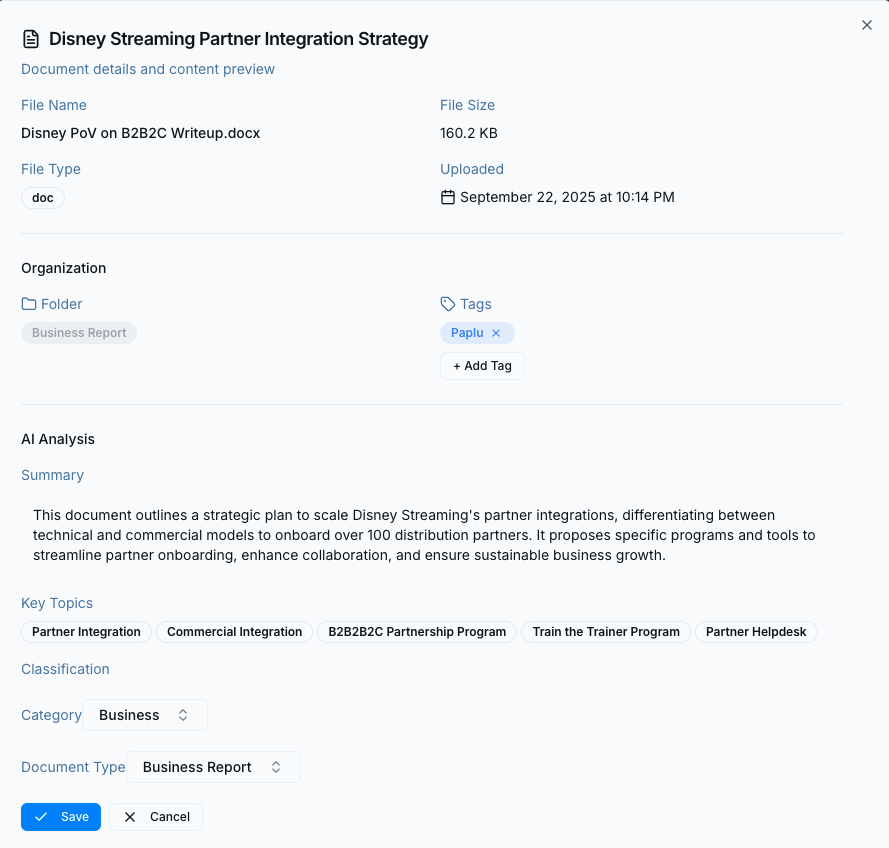 Disney Streaming Partner Integration Strategy
Document details and content preview
File Name
Disney PoV on B2B2C Writeup.docx
File Size
160.2 KB
File Type
doc
Uploaded
September 22, 2025 at 10:14 PM
Organization
Folder
Business Report
Tags
Paplu
+ Add Tag
AI Analysis
Summary
This document outlines a strategic plan to scale Disney Streaming's partner integrations, differentiating between
technical and commercial models to onboard over 100 distribution partners. It proposes specific programs and tools to
streamline partner onboarding, enhance collaboration, and ensure sustainable business growth.
Key Topics
Partner Integration Commercial Integration B2B2B2C Partnership Program Train the Trainer Program Partner Helpdesk
Classification
Category Business
Document Type Business Report
Save Cancel